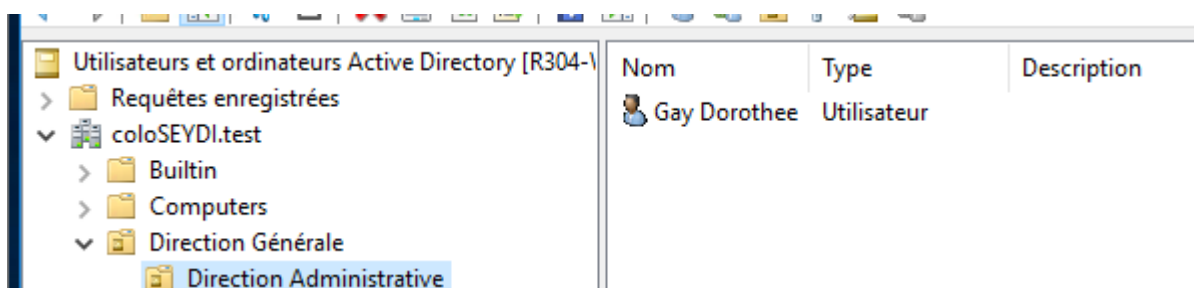 Utilisateurs et ordinateurs Active Directory [R304-\
Requêtes enregistrées
coloSEYDI.test
Builtin
Computers
Direction Générale
Direction Administrative
Nom Type Description
Gay Dorothee Utilisateur